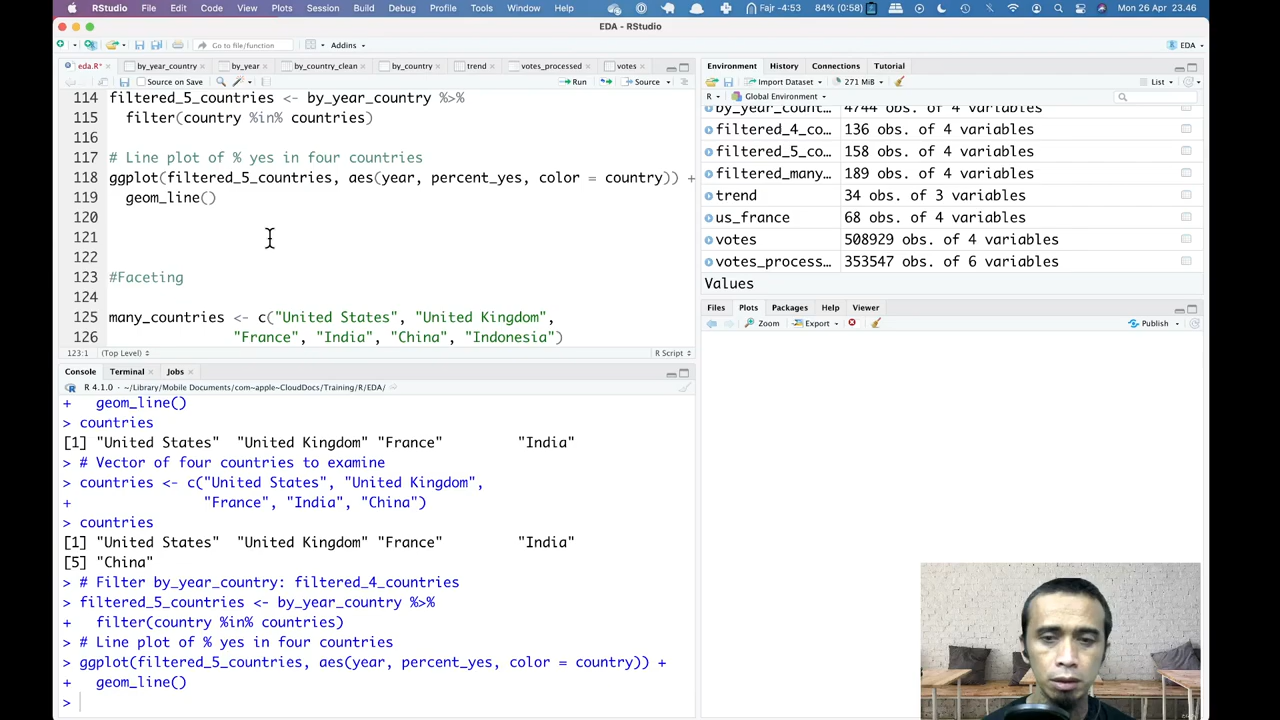 RStudio File Edit Code View Plots Session Build Debug Profile Tools Window Help Fajr -4:53 84% (0:58) Mon 26 Apr 23.46
EDA - RStudio
Go to file/function Addins EDA
eda.R* by_year_country by_year by_country_clean by_country trend votes_processed votes
Source on Save Run Source
114 filtered_5_countries <- by_year_country %>%
115 filter(country %in% countries)
116
117 # Line plot of % yes in four countries
118 ggplot(filtered_5_countries, aes(year, percent_yes, color = country)) +
119 geom_line()
120
121
122
123 #Faceting
124
125 many_countries <- c("United States", "United Kingdom",
126 "France", "India", "China", "Indonesia")
123:1 (Top Level) R Script
Console Terminal Jobs
R 4.1.0 · ~/Library/Mobile Documents/com~apple~CloudDocs/Training/R/EDA/
+ geom_line()
> countries
[1] "United States" "United Kingdom" "France" "India"
> # Vector of four countries to examine
> countries <- c("United States", "United Kingdom",
+ "France", "India", "China")
> countries
[1] "United States" "United Kingdom" "France" "India"
[5] "China"
> # Filter by_year_country: filtered_4_countries
> filtered_5_countries <- by_year_country %>%
+ filter(country %in% countries)
> # Line plot of % yes in four countries
> ggplot(filtered_5_countries, aes(year, percent_yes, color = country)) +
+ geom_line()
>
Environment History Connections Tutorial
Import Dataset 271 MiB List
R Global Environment
by_year_count… 4744 obs. of 4 variables
filtered_4_co… 136 obs. of 4 variables
filtered_5_co… 158 obs. of 4 variables
filtered_many… 189 obs. of 4 variables
trend 34 obs. of 3 variables
us_france 68 obs. of 4 variables
votes 508929 obs. of 4 variables
votes_process… 353547 obs. of 6 variables
Values
Files Plots Packages Help Viewer
Zoom Export Publish